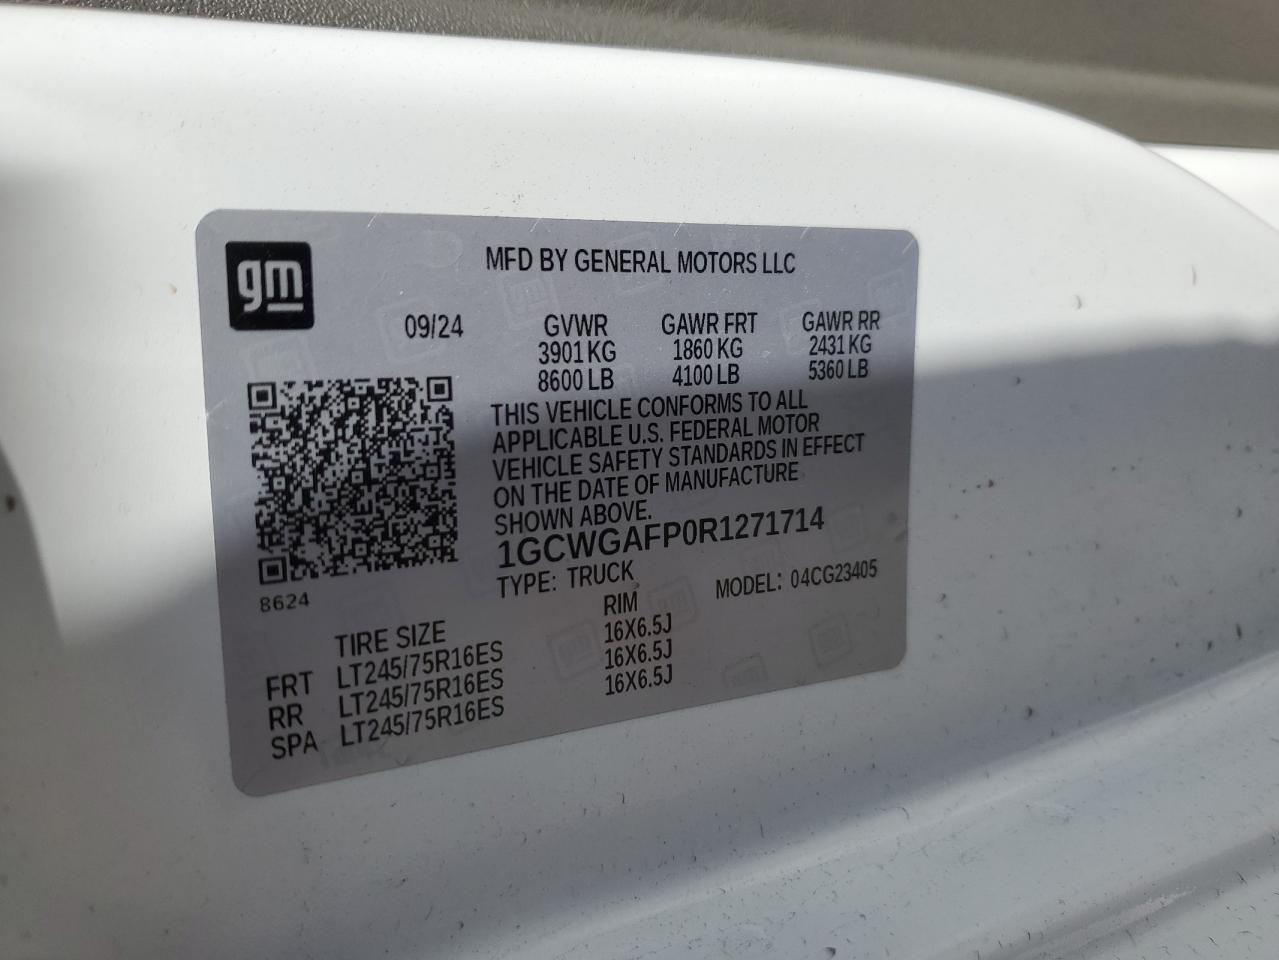 gm
MFD BY GENERAL MOTORS LLC
09/24
GVWR GAWR FRT GAWR RR
3901 KG 1860 KG 2431 KG
8600 LB 4100 LB 5360 LB
THIS VEHICLE CONFORMS TO ALL
APPLICABLE U.S. FEDERAL MOTOR
VEHICLE SAFETY STANDARDS IN EFFECT
ON THE DATE OF MANUFACTURE
SHOWN ABOVE.
1GCWGAFP0R1271714
TYPE: TRUCK MODEL: 04CG23405
8624
TIRE SIZE RIM
FRT LT245/75R16ES 16X6.5J
RR LT245/75R16ES 16X6.5J
SPA LT245/75R16ES 16X6.5J